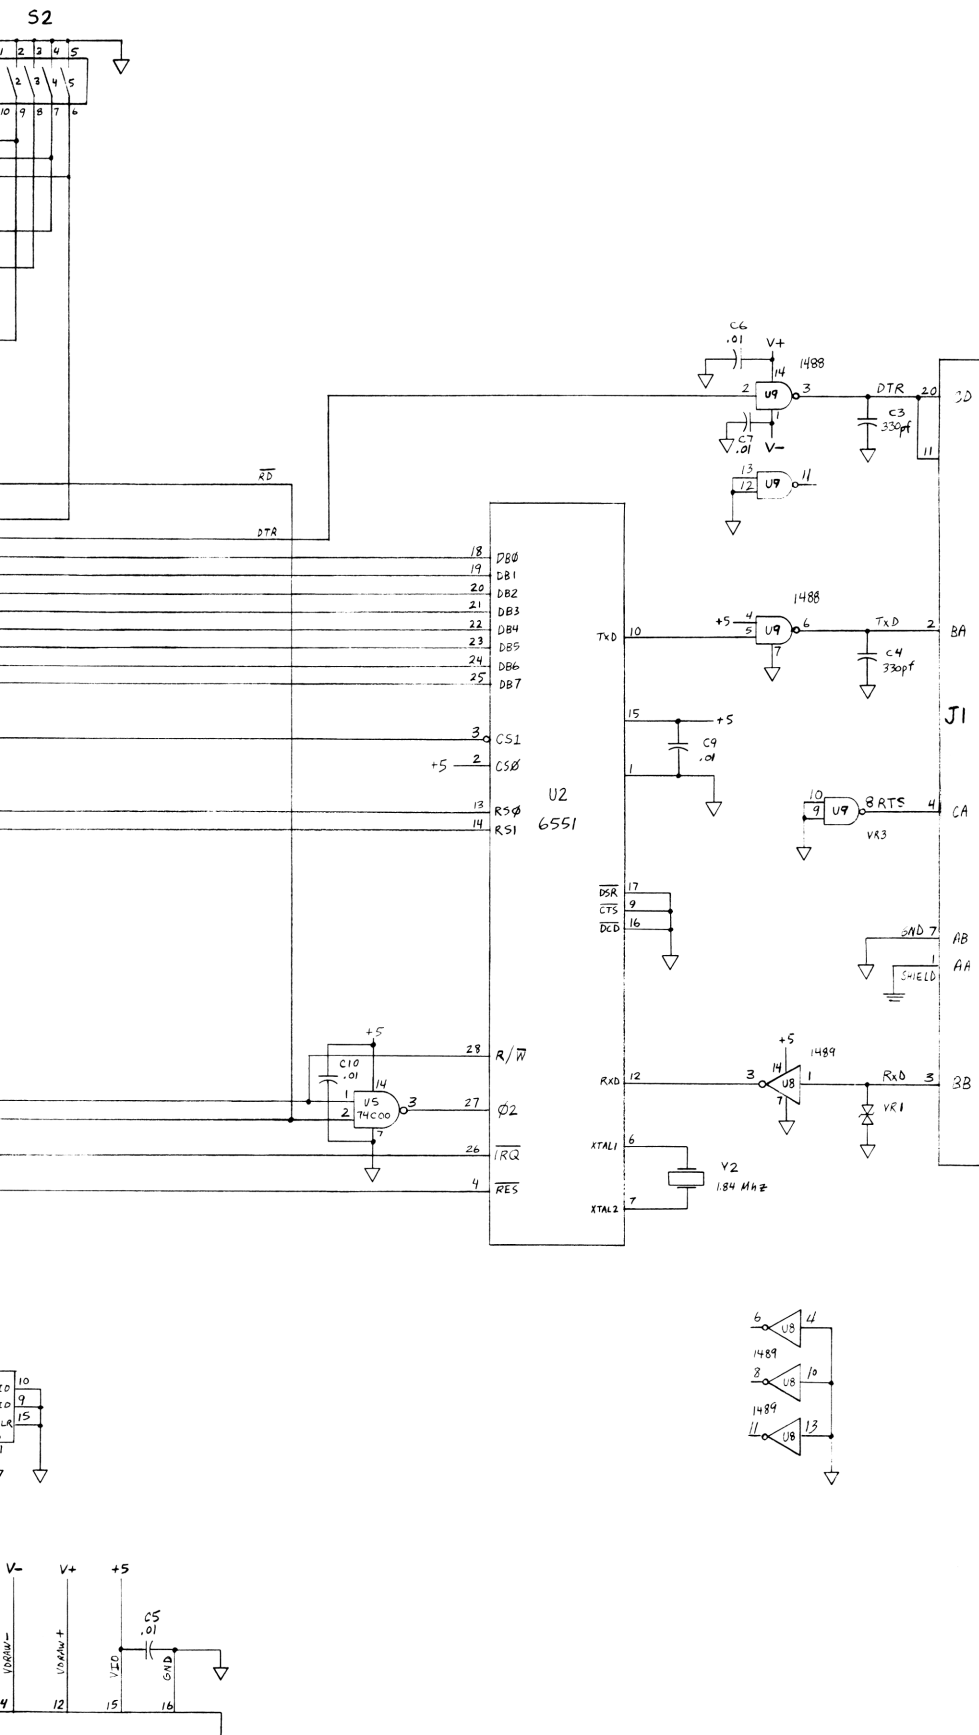 S2
1 2 3 4 5
2 3 4 5
10 9 8 7 6
C6
.01
V+
14
1488
2 U9 3
DTR 20
C3
330pf
1
C7
.01
V-
11
13
12 U9 11
RD
DTR
18 DBØ
19 DB1
20 DB2
21 DB3
22 DB4
23 DB5
24 DB6
25 DB7
TxD 10
1488
+5 4
5 U9 6
7
TxD 2 BA
C4
330pf
J1
15 +5
C9
.01
1
3 CS1
+5 2 CSØ
U2
6551
13 RSØ
14 RS1
10
9 U9 8 RTS 4 CA
VR3
DSR 17
CTS 9
DCD 16
GND 7 AB
1 AA
SHIELD
+5
C10
.01
14
28 R/W
1
2 U5
74C00 3
7
27 Ø2
26 IRQ
4 RES
RXD 12
+5
1489
14
3 U8 1
7
RxD 3 BB
VR1
XTAL1 6
Y2
1.84 MhZ
XTAL2 7
6 U8 4
1489
8 U8 10
1489
11 U8 13
10
9
LR 15
V- V+ +5
C5
.01
VDRAW-
VDRAW+
VIO
GND
4 12 15 16